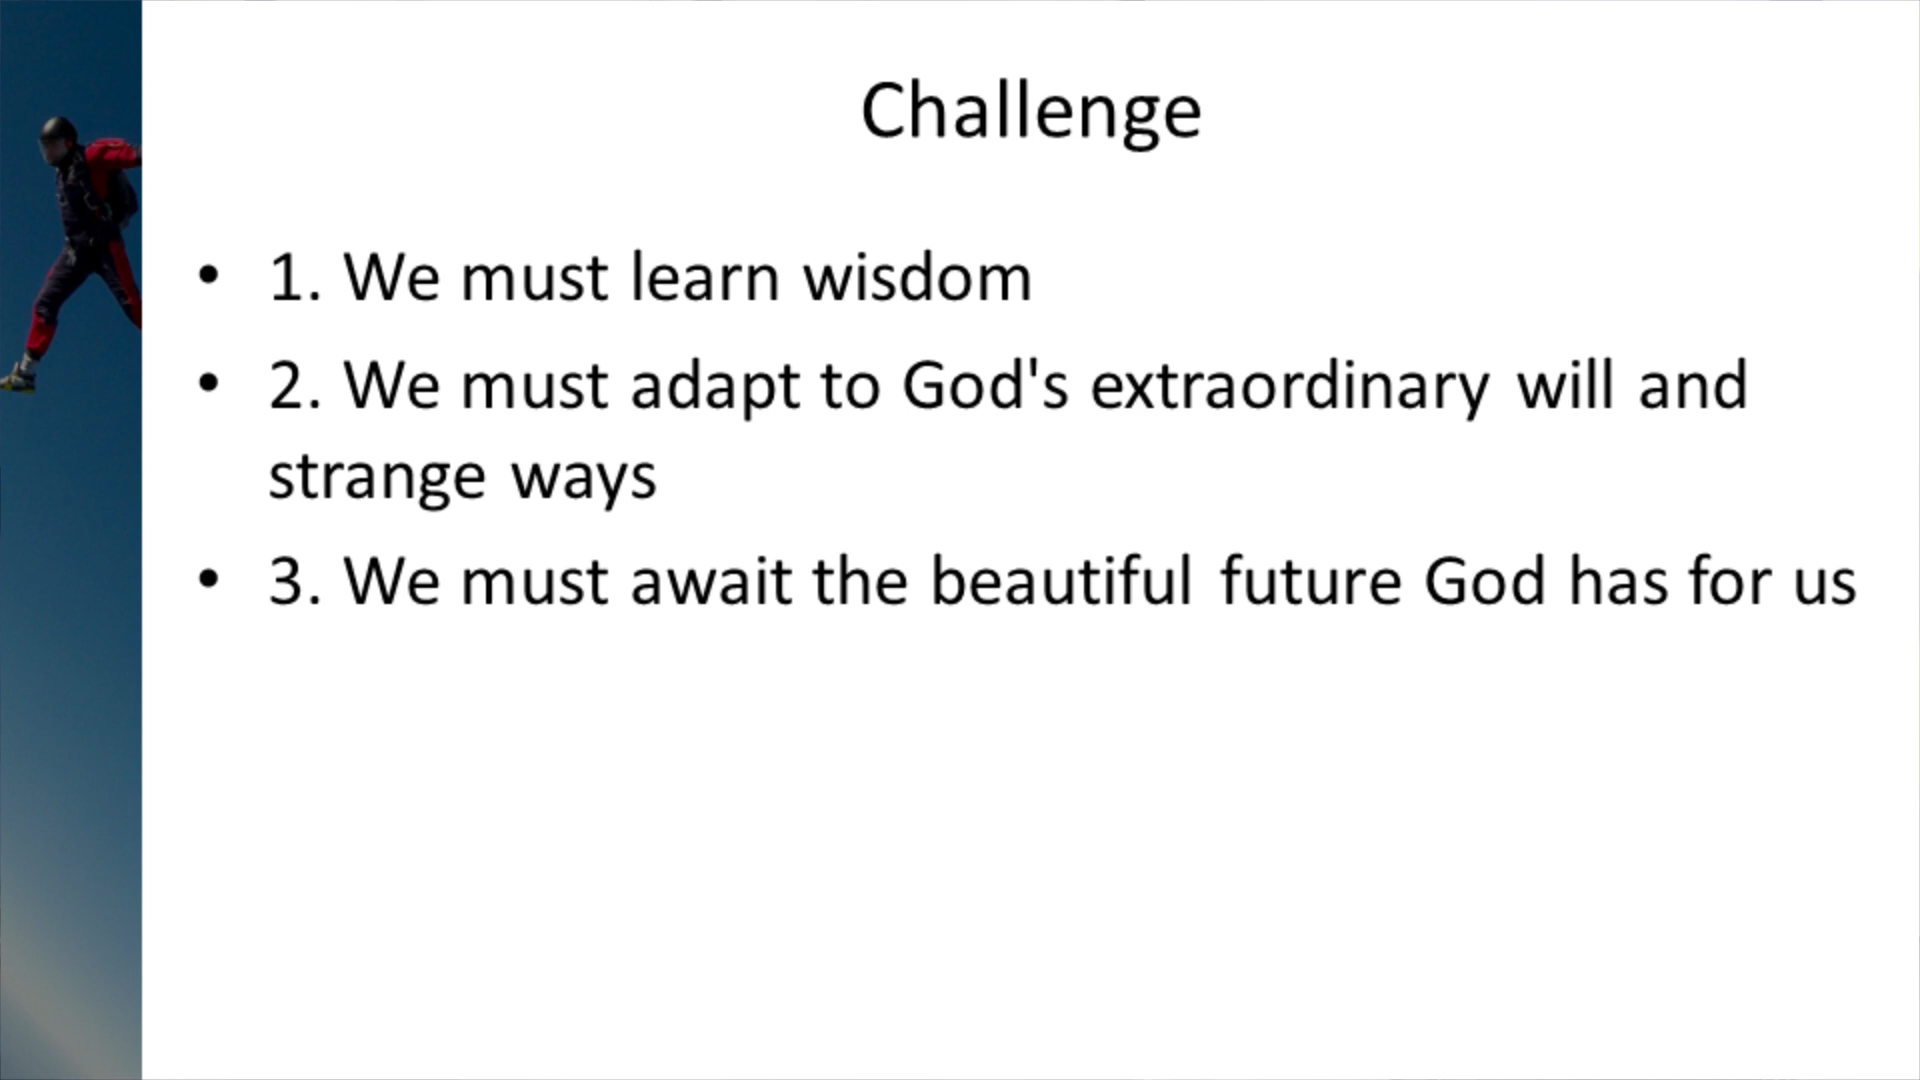 Challenge
• 1. We must learn wisdom
• 2. We must adapt to God's extraordinary will and
strange ways
• 3. We must await the beautiful future God has for us